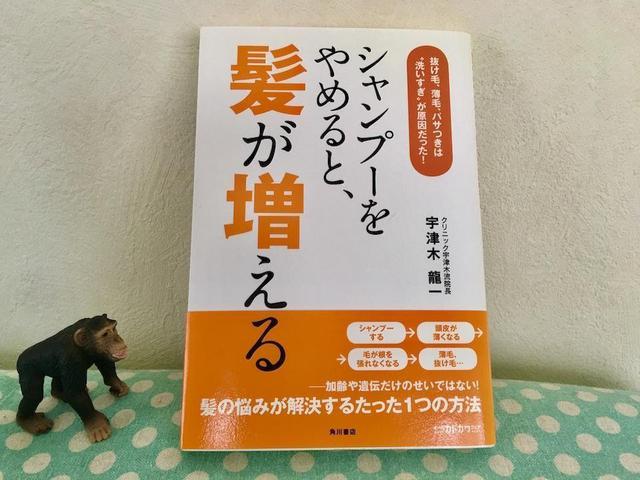 抜け毛、薄毛、パサつきは
“洗いすぎ”が原因だった!
シャンプーを
やめると、
髪が増える
クリニック宇津木流院長
宇津木 龍一
シャンプー
する
頭皮が
薄くなる
毛が根を
張れなくなる
薄毛、
抜け毛…
──加齢や遺伝だけのせいではない!
髪の悩みが解決するたった1つの方法
角川書店
カドカワ